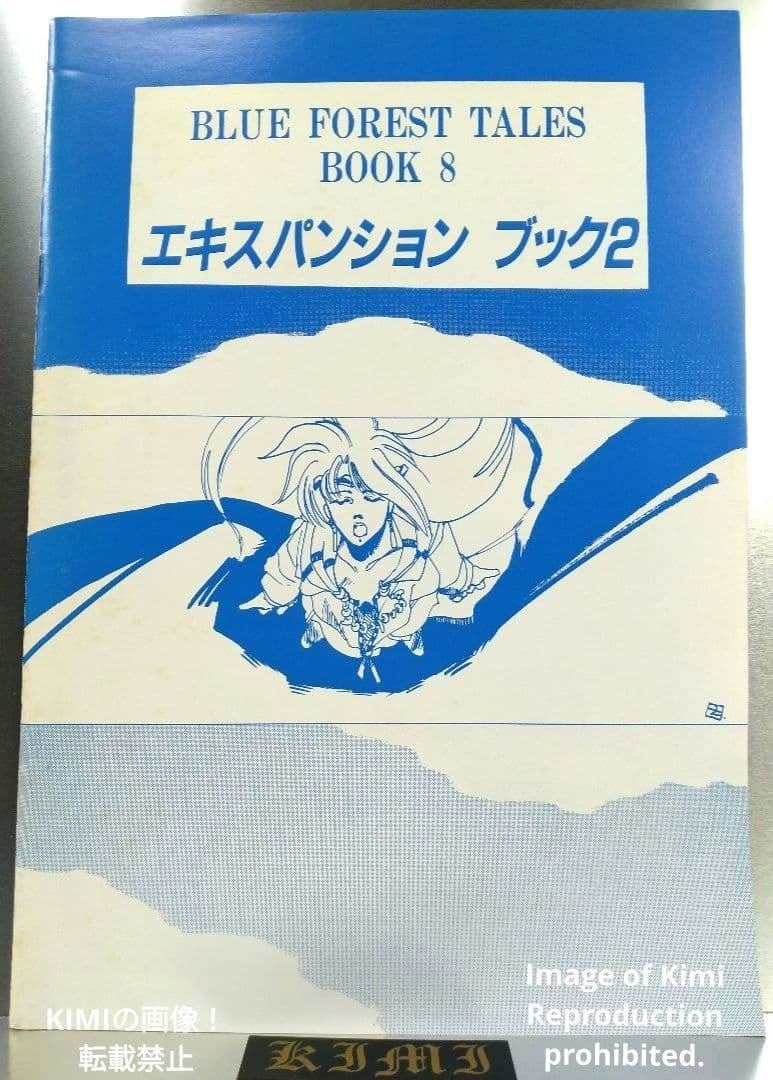 BLUE FOREST TALES
BOOK 8
エキスパンション ブック2
KIMIの画像！
転載禁止
KIMI
Image of Kimi
Reproduction
prohibited.